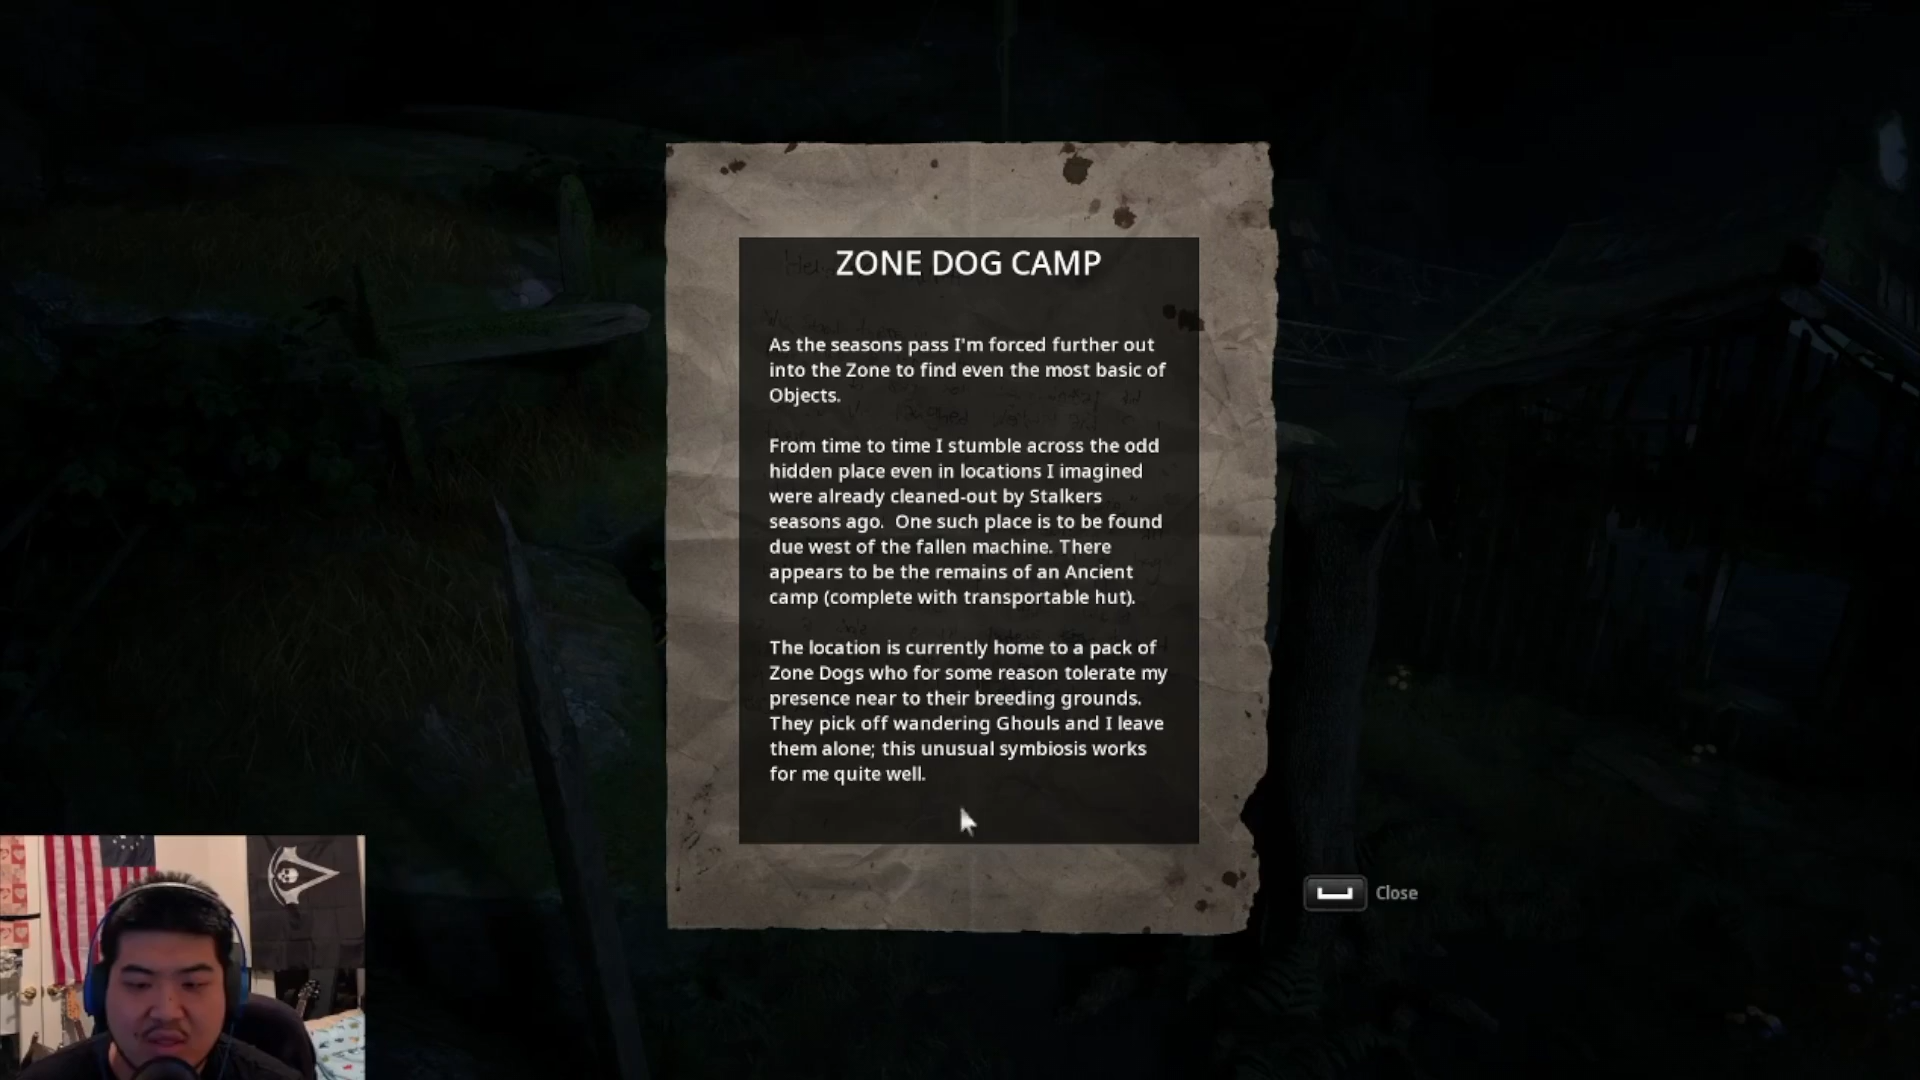 ZONE DOG CAMP
As the seasons pass I'm forced further out
into the Zone to find even the most basic of
Objects.
From time to time I stumble across the odd
hidden place even in locations I imagined
were already cleaned-out by Stalkers
seasons ago.  One such place is to be found
due west of the fallen machine. There
appears to be the remains of an Ancient
camp (complete with transportable hut).
The location is currently home to a pack of
Zone Dogs who for some reason tolerate my
presence near to their breeding grounds.
They pick off wandering Ghouls and I leave
them alone; this unusual symbiosis works
for me quite well.
Close